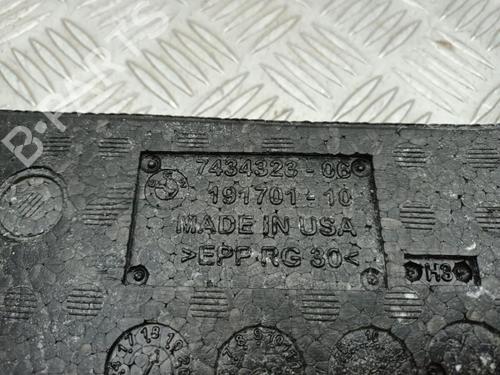 B-PARTS
7434323-06
191701-10
MADE IN USA
>EPP RG 30<
H3